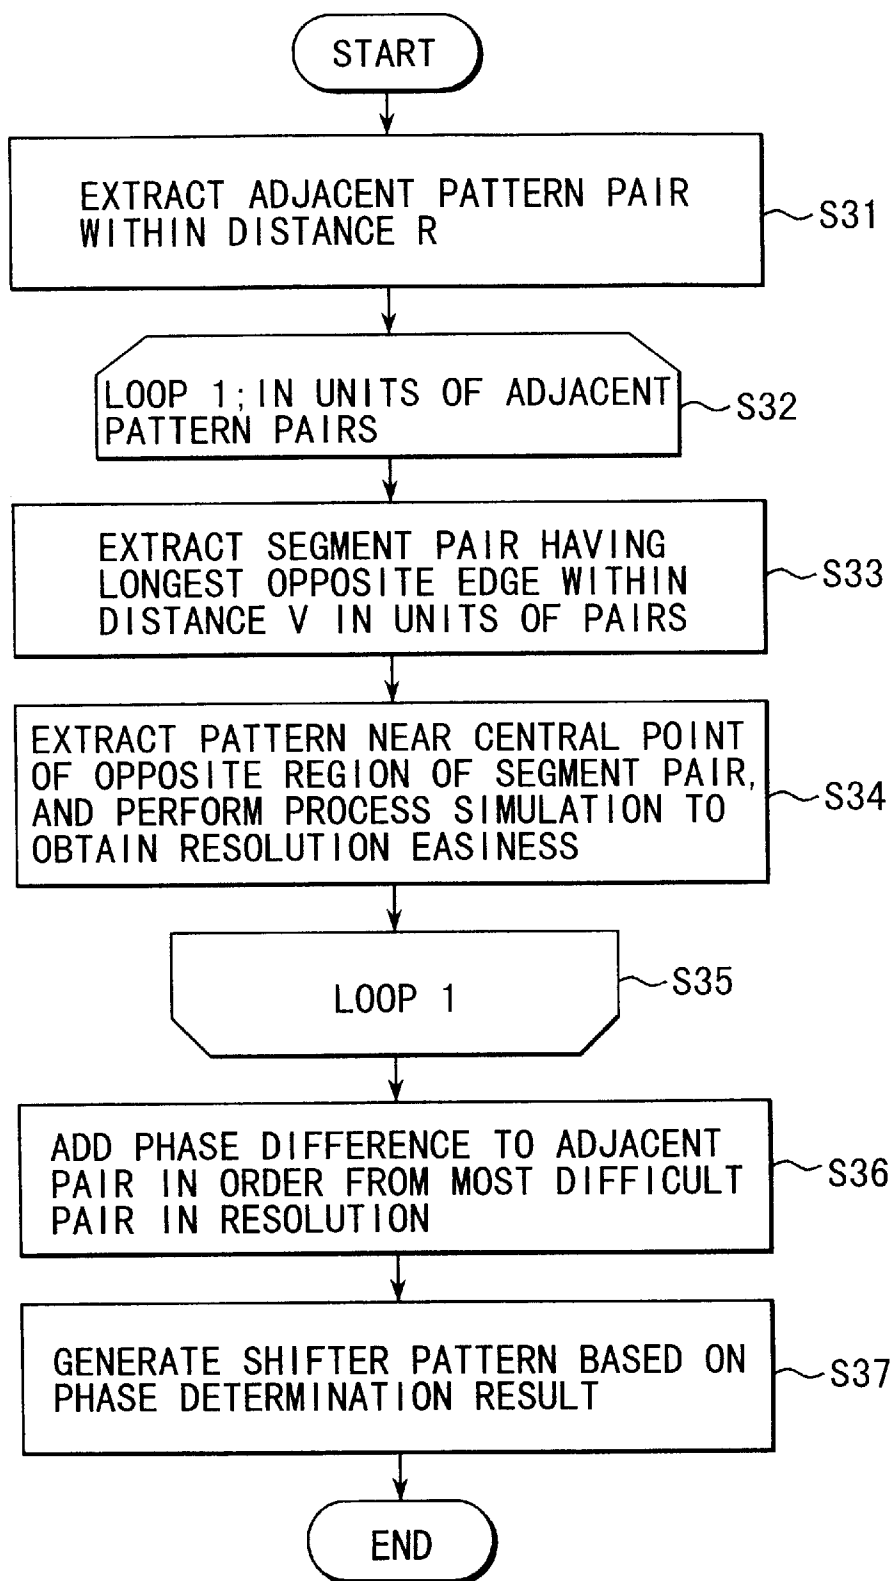 START
EXTRACT ADJACENT PATTERN PAIR
WITHIN DISTANCE R
S31
LOOP 1; IN UNITS OF ADJACENT
PATTERN PAIRS
S32
EXTRACT SEGMENT PAIR HAVING
LONGEST OPPOSITE EDGE WITHIN
DISTANCE V IN UNITS OF PAIRS
S33
EXTRACT PATTERN NEAR CENTRAL POINT
OF OPPOSITE REGION OF SEGMENT PAIR,
AND PERFORM PROCESS SIMULATION TO
OBTAIN RESOLUTION EASINESS
S34
LOOP 1
S35
ADD PHASE DIFFERENCE TO ADJACENT
PAIR IN ORDER FROM MOST DIFFICULT
PAIR IN RESOLUTION
S36
GENERATE SHIFTER PATTERN BASED ON
PHASE DETERMINATION RESULT
S37
END